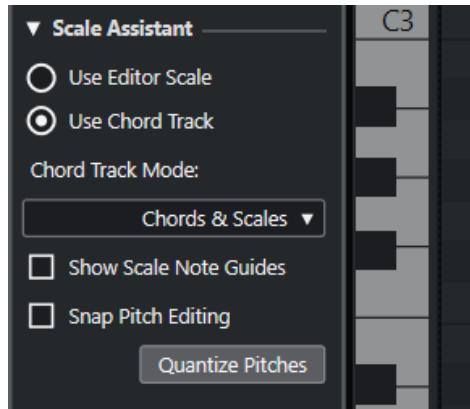 ▼ Scale Assistant
Use Editor Scale
Use Chord Track
Chord Track Mode:
Chords & Scales ▼
Show Scale Note Guides
Snap Pitch Editing
Quantize Pitches
C3